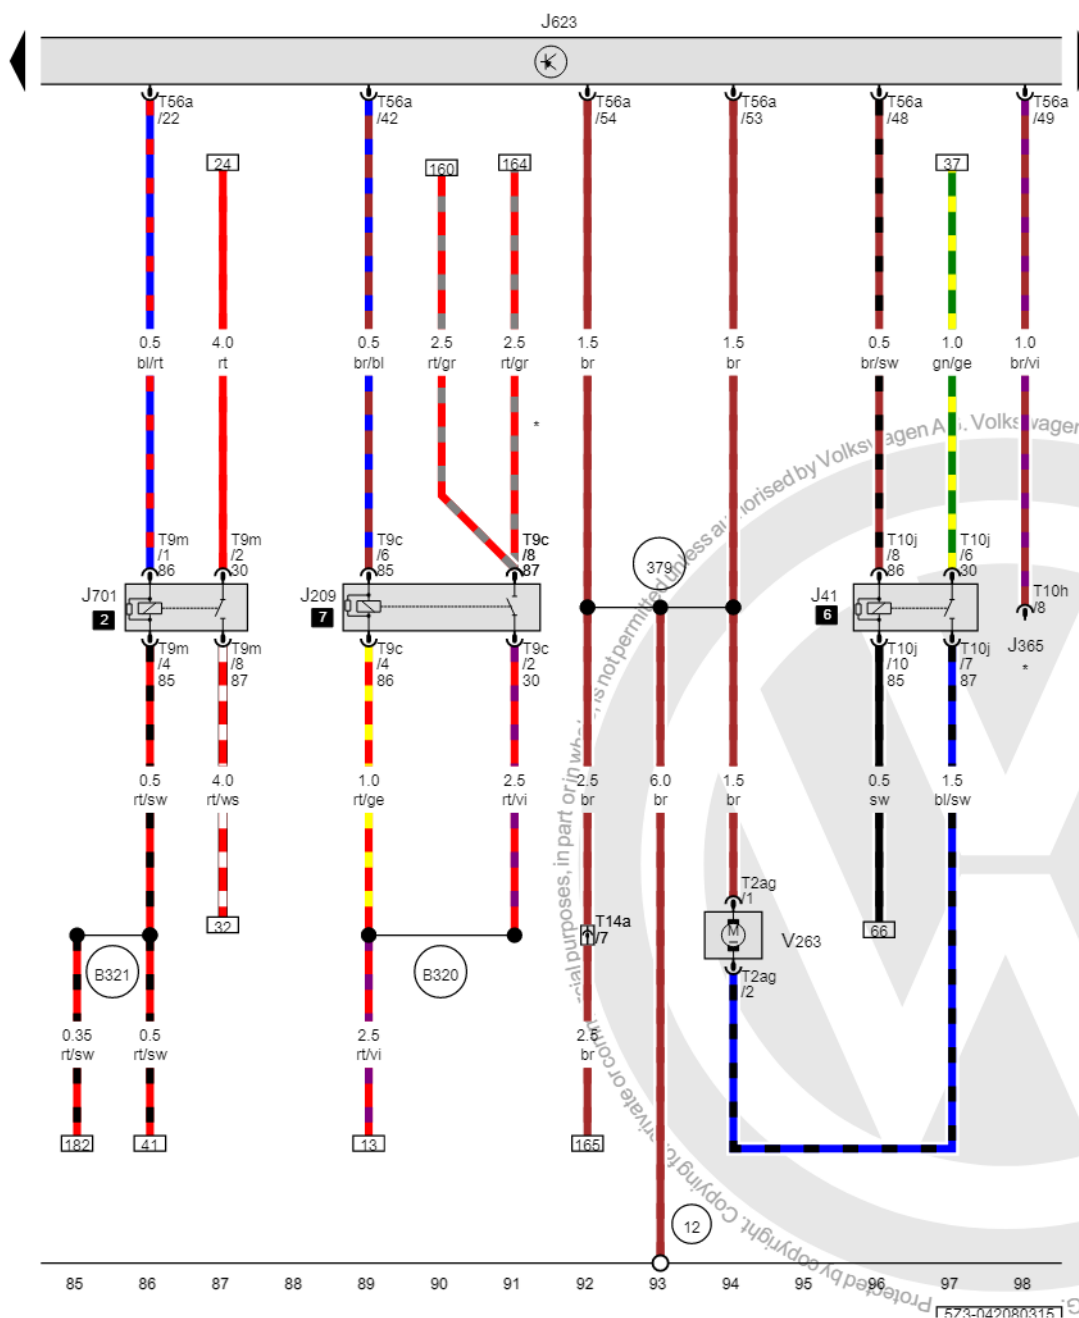 J623
T56a /22
T56a /42
T56a /54
T56a /53
T56a /48
T56a /49
24
160
164
37
0.5 bl/rt
4.0 rt
0.5 br/bl
2.5 rt/gr
2.5 rt/gr
1.5 br
1.5 br
0.5 br/sw
1.0 gn/ge
1.0 br/vi
*
T9m /1 86
T9m /2 30
T9c /6 85
T9c /8 87
379
T10j /8 86
T10j /6 30
T10h /8
J701
2
J209
7
J41
6
J365
*
T9m /4 85
T9m /8 87
T9c /4 86
T9c /2 30
T10j /10 85
T10j /7 87
0.5 rt/sw
4.0 rt/ws
1.0 rt/ge
2.5 rt/vi
2.5 br
6.0 br
1.5 br
0.5 sw
1.5 bl/sw
T2ag /1
32
T14a /7
M
V263
66
B321
B320
T2ag /2
0.35 rt/sw
0.5 rt/sw
2.5 rt/vi
2.5 br
182
41
13
165
12
85 86 87 88 89 90 91 92 93 94 95 96 97 98
573-042080315